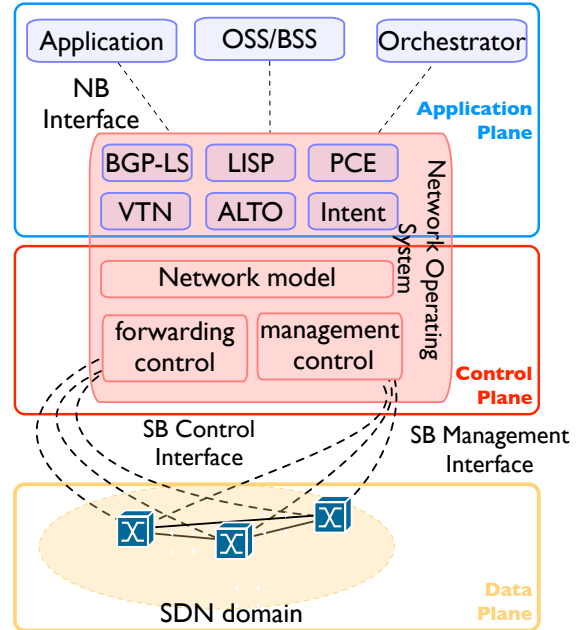 Application
OSS/BSS
Orchestrator
NB
Interface
Application
Plane
BGP-LS
LISP
PCE
VTN
ALTO
Intent
Network Operating
System
Network model
forwarding
control
management
control
Control
Plane
SB Control
Interface
SB Management
Interface
SDN domain
Data
Plane